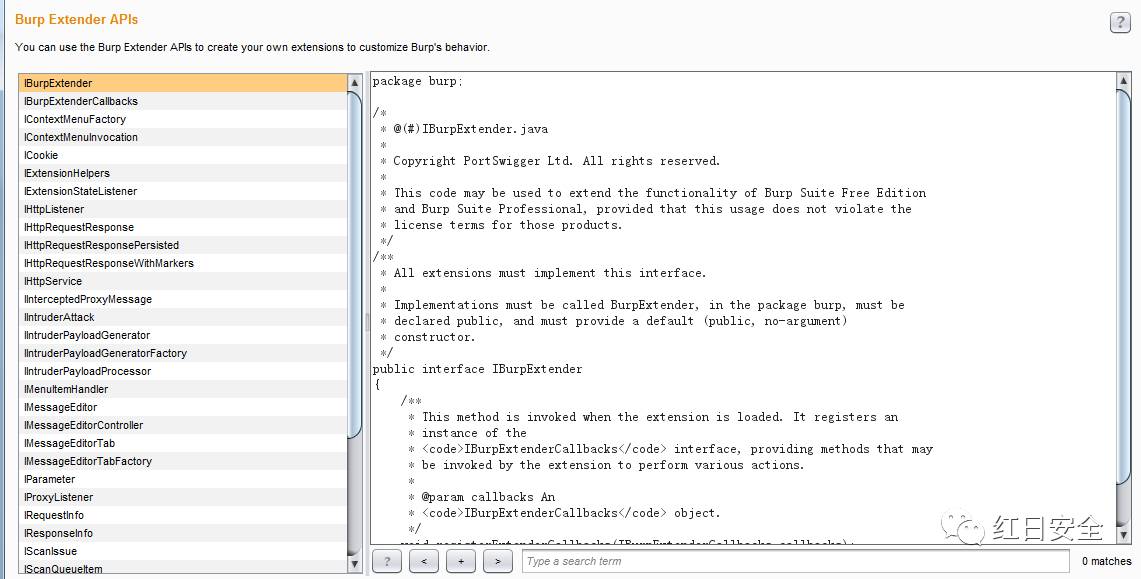 Burp Extender APIs
?
You can use the Burp Extender APIs to create your own extensions to customize Burp's behavior.
IBurpExtender
IBurpExtenderCallbacks
IContextMenuFactory
IContextMenuInvocation
ICookie
IExtensionHelpers
IExtensionStateListener
IHttpListener
IHttpRequestResponse
IHttpRequestResponsePersisted
IHttpRequestResponseWithMarkers
IHttpService
IInterceptedProxyMessage
IIntruderAttack
IIntruderPayloadGenerator
IIntruderPayloadGeneratorFactory
IIntruderPayloadProcessor
IMenuItemHandler
IMessageEditor
IMessageEditorController
IMessageEditorTab
IMessageEditorTabFactory
IParameter
IProxyListener
IRequestInfo
IResponseInfo
IScanIssue
IScanQueueItem
package burp;
/*
* @(#)IBurpExtender.java
*
* Copyright PortSwigger Ltd. All rights reserved.
*
* This code may be used to extend the functionality of Burp Suite Free Edition
* and Burp Suite Professional, provided that this usage does not violate the
* license terms for those products.
*/
/**
* All extensions must implement this interface.
*
* Implementations must be called BurpExtender, in the package burp, must be
* declared public, and must provide a default (public, no-argument)
* constructor.
*/
public interface IBurpExtender
{
/**
* This method is invoked when the extension is loaded. It registers an
* instance of the
* <code>IBurpExtenderCallbacks</code> interface, providing methods that may
* be invoked by the extension to perform various actions.
*
* @param callbacks An
* <code>IBurpExtenderCallbacks</code> object.
*/
void registerExtenderCallbacks(IBurpExtenderCallbacks callbacks);
? < + > Type a search term 0 matches
红日安全